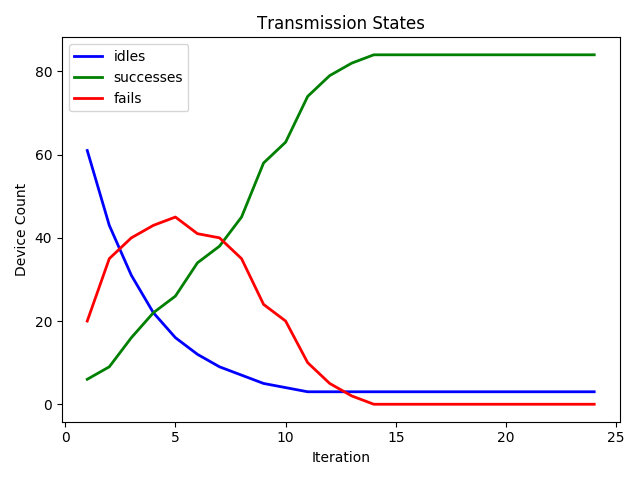 Transmission States
idles
successes
fails
Device Count
80
60
40
20
0
0 5 10 15 20 25
Iteration